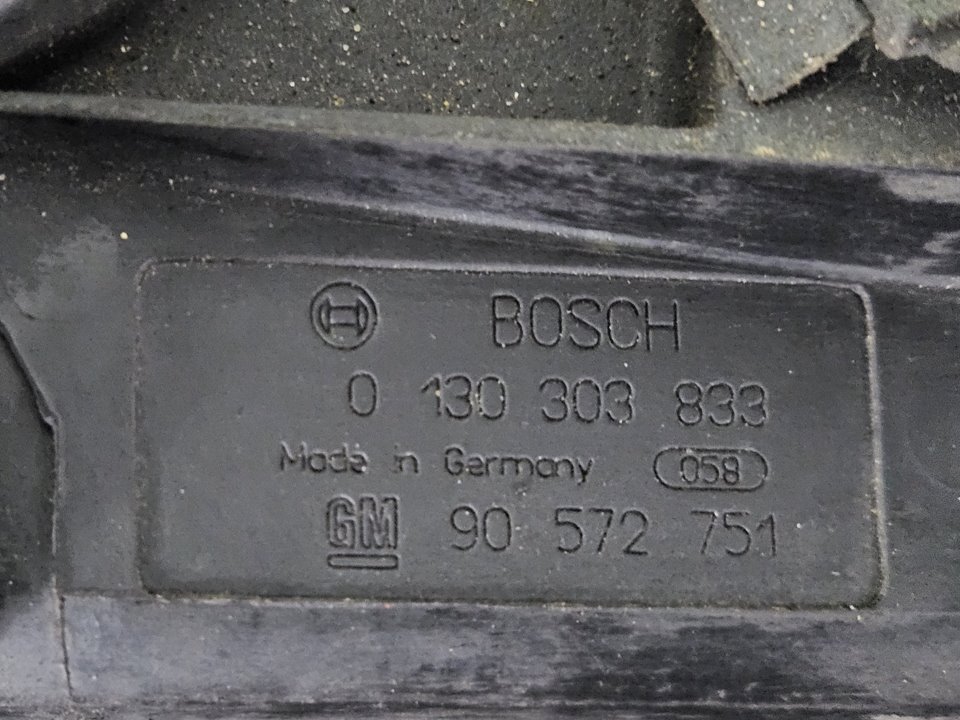 BOSCH
0 130 303 833
Made in Germany 058
GM 90 572 751